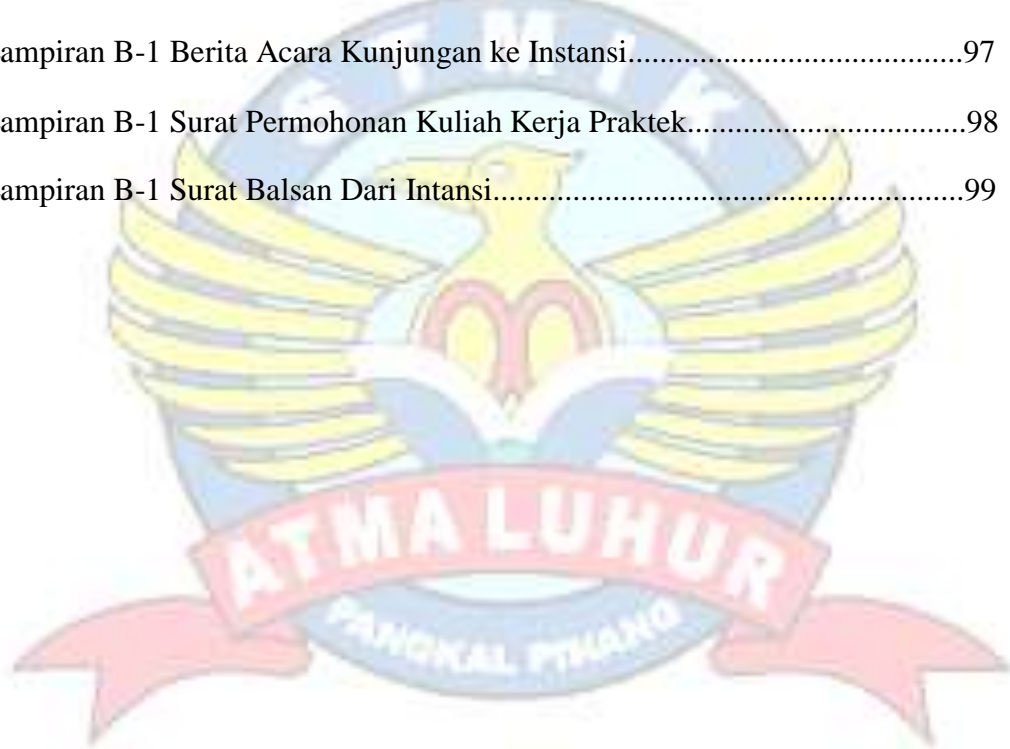 ampiran B-1 Berita Acara Kunjungan ke Instansi..........................................97
ampiran B-1 Surat Permohonan Kuliah Kerja Praktek...................................98
ampiran B-1 Surat Balsan Dari Intansi...........................................................99
STMIK
ATMA LUHUR
PANGKAL PINANG